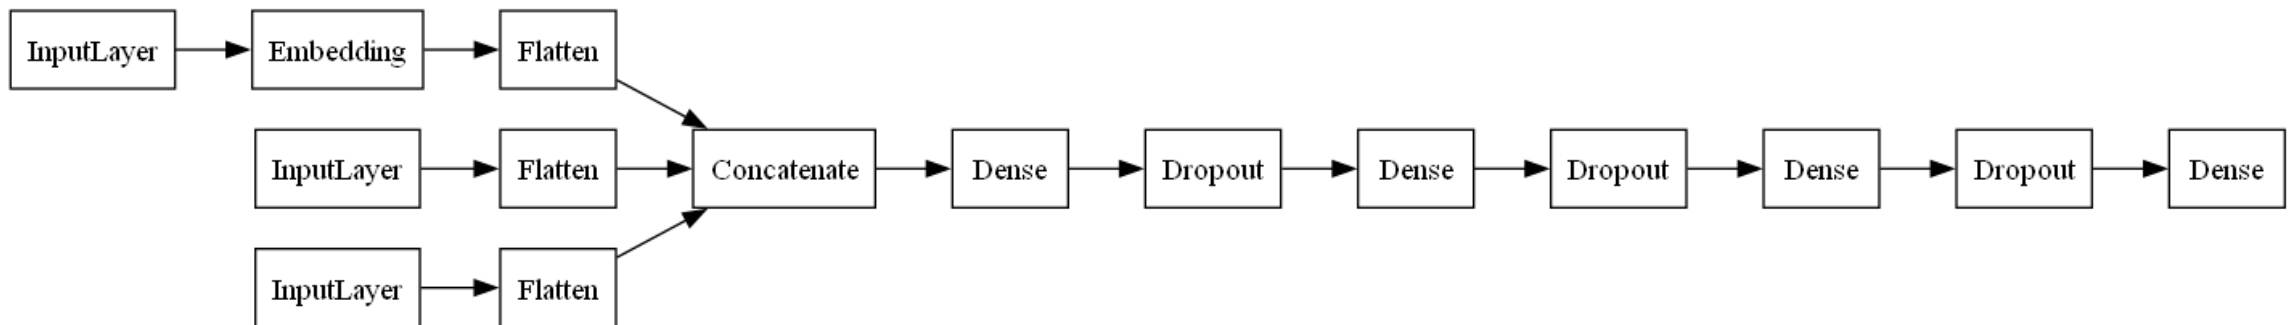 InputLayer
Embedding
Flatten
InputLayer
Flatten
Concatenate
Dense
Dropout
Dense
Dropout
Dense
Dropout
Dense
InputLayer
Flatten